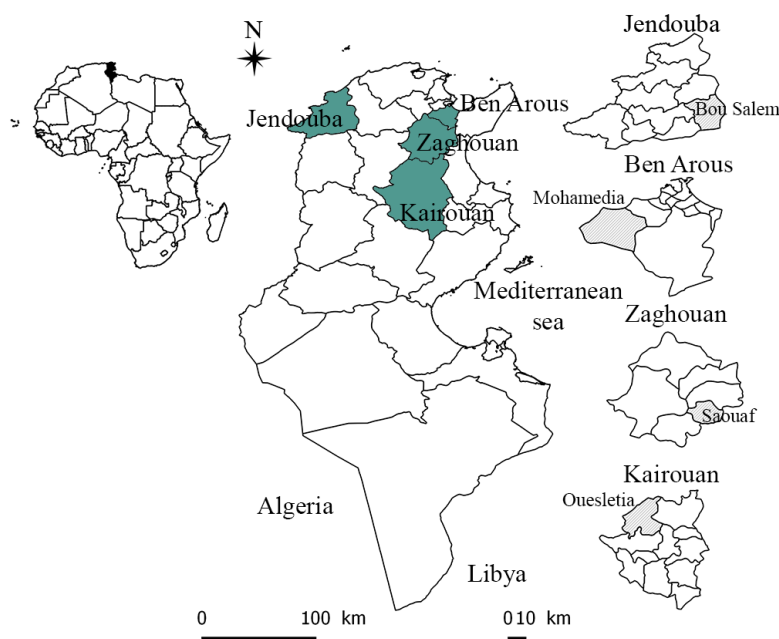 N
Jendouba
Ben Arous
Zaghouan
Kairouan
Mediterranean
sea
Algeria
Libya
0 100 km
Jendouba
Bou Salem
Ben Arous
Mohamedia
Zaghouan
Saouaf
Kairouan
Ouesletia
0 10 km